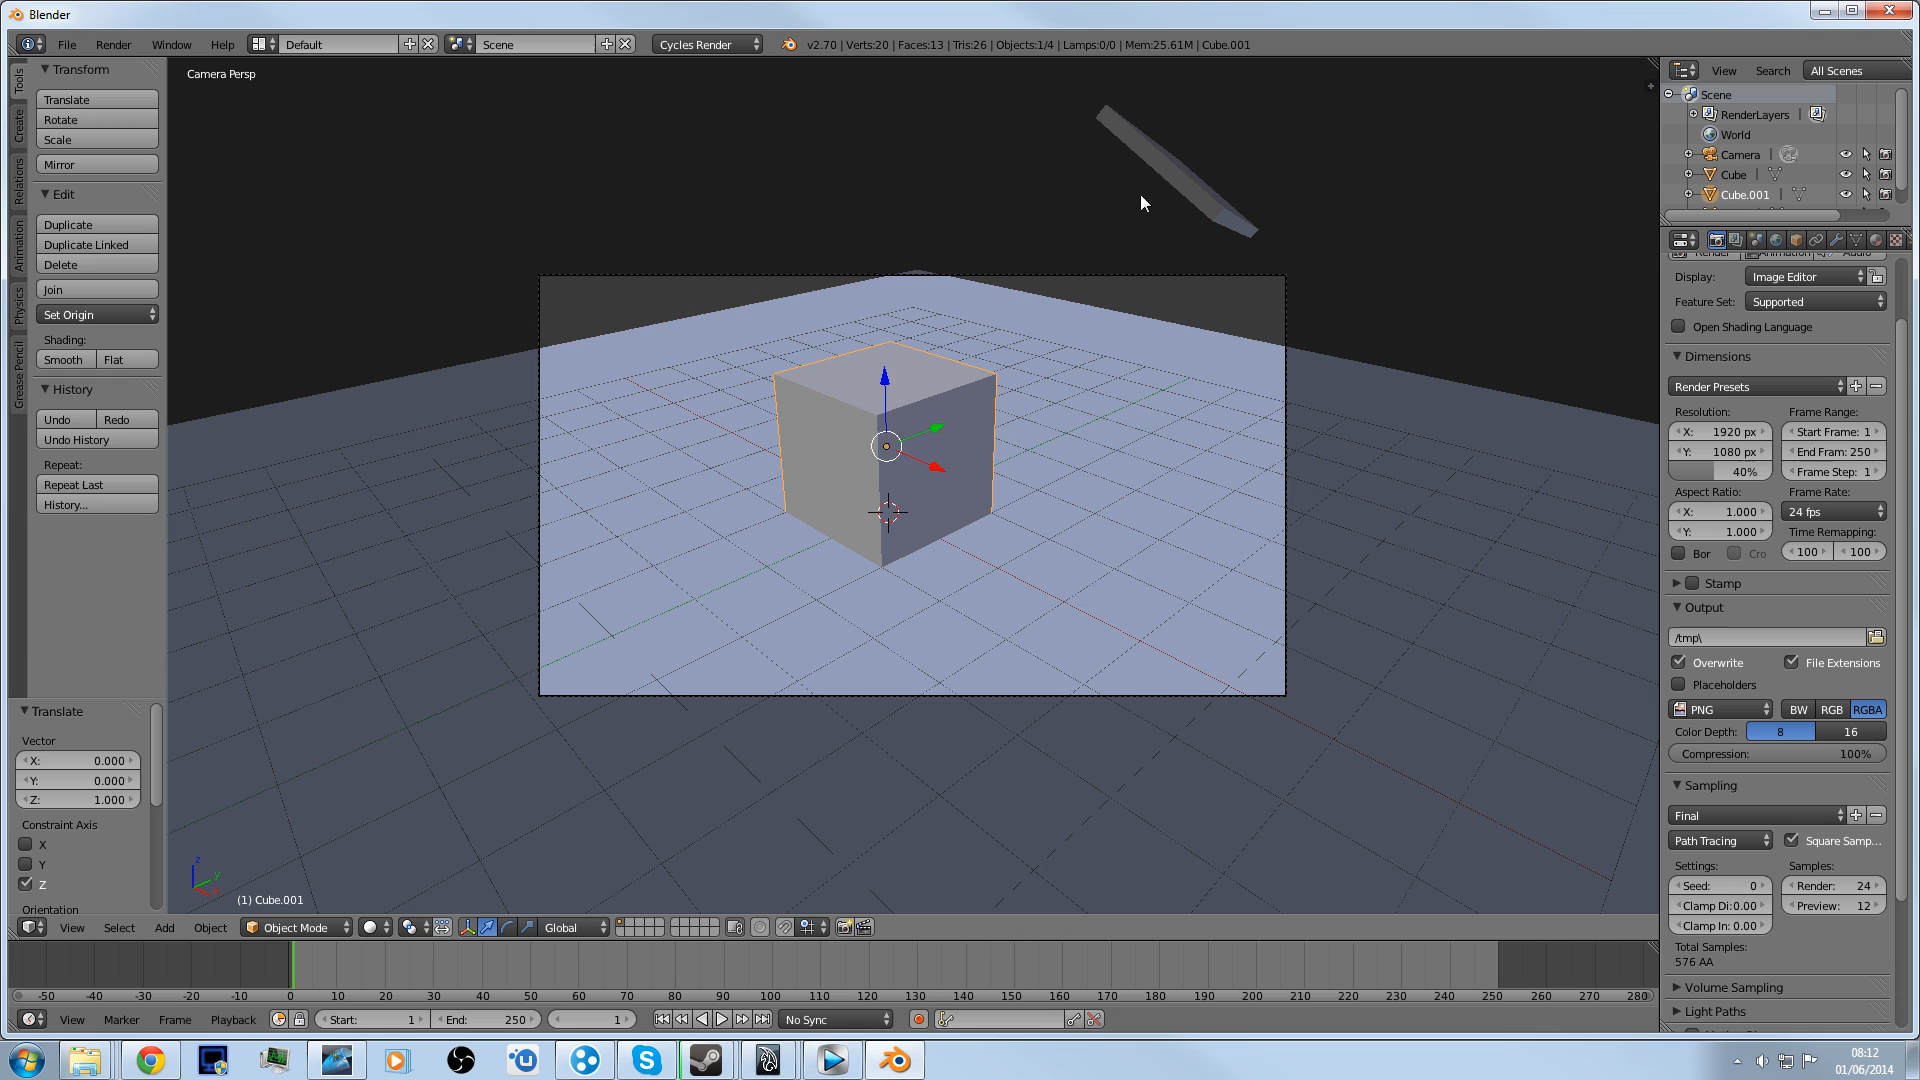 Blender
File Render Window Help Default Scene Cycles Render v2.70 | Verts:20 | Faces:13 | Tris:26 | Objects:1/4 | Lamps:0/0 | Mem:25.61M | Cube.001
Tools
Create
Relations
Animation
Physics
Grease Pencil
Transform
Translate
Rotate
Scale
Mirror
Edit
Duplicate
Duplicate Linked
Delete
Join
Set Origin
Shading:
Smooth Flat
History
Undo Redo
Undo History
Repeat:
Repeat Last
History...
Translate
Vector
X: 0.000
Y: 0.000
Z: 1.000
Constraint Axis
X
Y
Z
Orientation
Camera Persp
z
y
(1) Cube.001
View Select Add Object Object Mode Global
-50 -40 -30 -20 -10 0 10 20 30 40 50 60 70 80 90 100 110 120 130 140 150 160 170 180 190 200 210 220 230 240 250 260 270 280
View Marker Frame Playback Start: 1 End: 250 1 No Sync
View Search All Scenes
Scene
RenderLayers |
World
Camera |
Cube |
Cube.001 |
Render Animation Audio
Display: Image Editor
Feature Set: Supported
Open Shading Language
Dimensions
Render Presets
Resolution: Frame Range:
X: 1920 px Start Frame: 1
Y: 1080 px End Fram: 250
40% Frame Step: 1
Aspect Ratio: Frame Rate:
X: 1.000 24 fps
Y: 1.000 Time Remapping:
Bor Cro 100 100
Stamp
Output
/tmp\
Overwrite File Extensions
Placeholders
PNG BW RGB RGBA
Color Depth: 8 16
Compression: 100%
Sampling
Final
Path Tracing Square Samp...
Settings: Samples:
Seed: 0 Render: 24
Clamp Di:0.00 Preview: 12
Clamp In: 0.00
Total Samples:
576 AA
Volume Sampling
Light Paths
08:12
01/06/2014